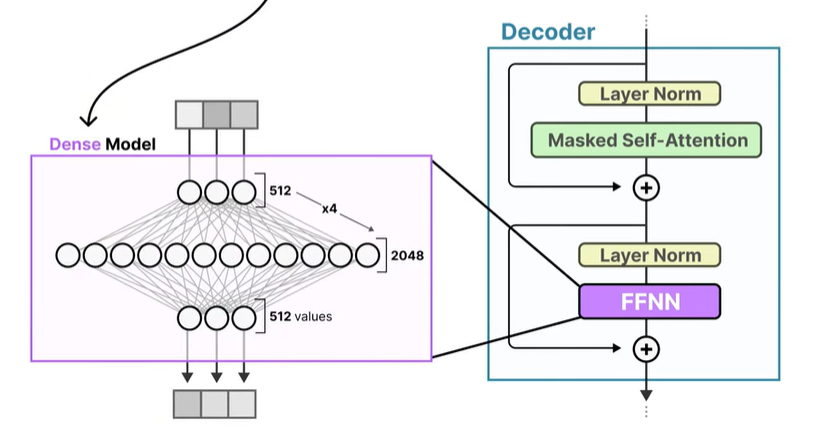 Decoder
Layer Norm
Masked Self-Attention
+
Layer Norm
FFNN
+
Dense Model
512
x4
2048
512 values